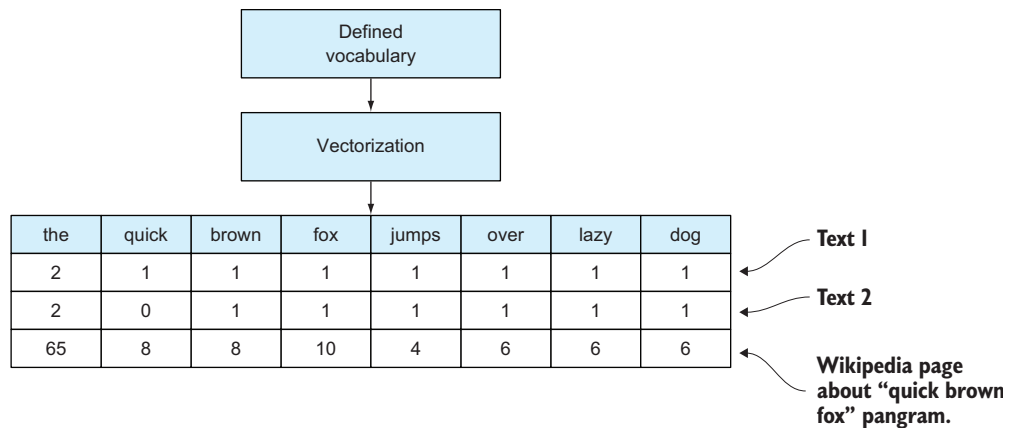 Defined
vocabulary
Vectorization
the quick brown fox jumps over lazy dog
2 1 1 1 1 1 1 1
Text 1
2 0 1 1 1 1 1 1
Text 2
65 8 8 10 4 6 6 6
Wikipedia page
about “quick brown
fox” pangram.